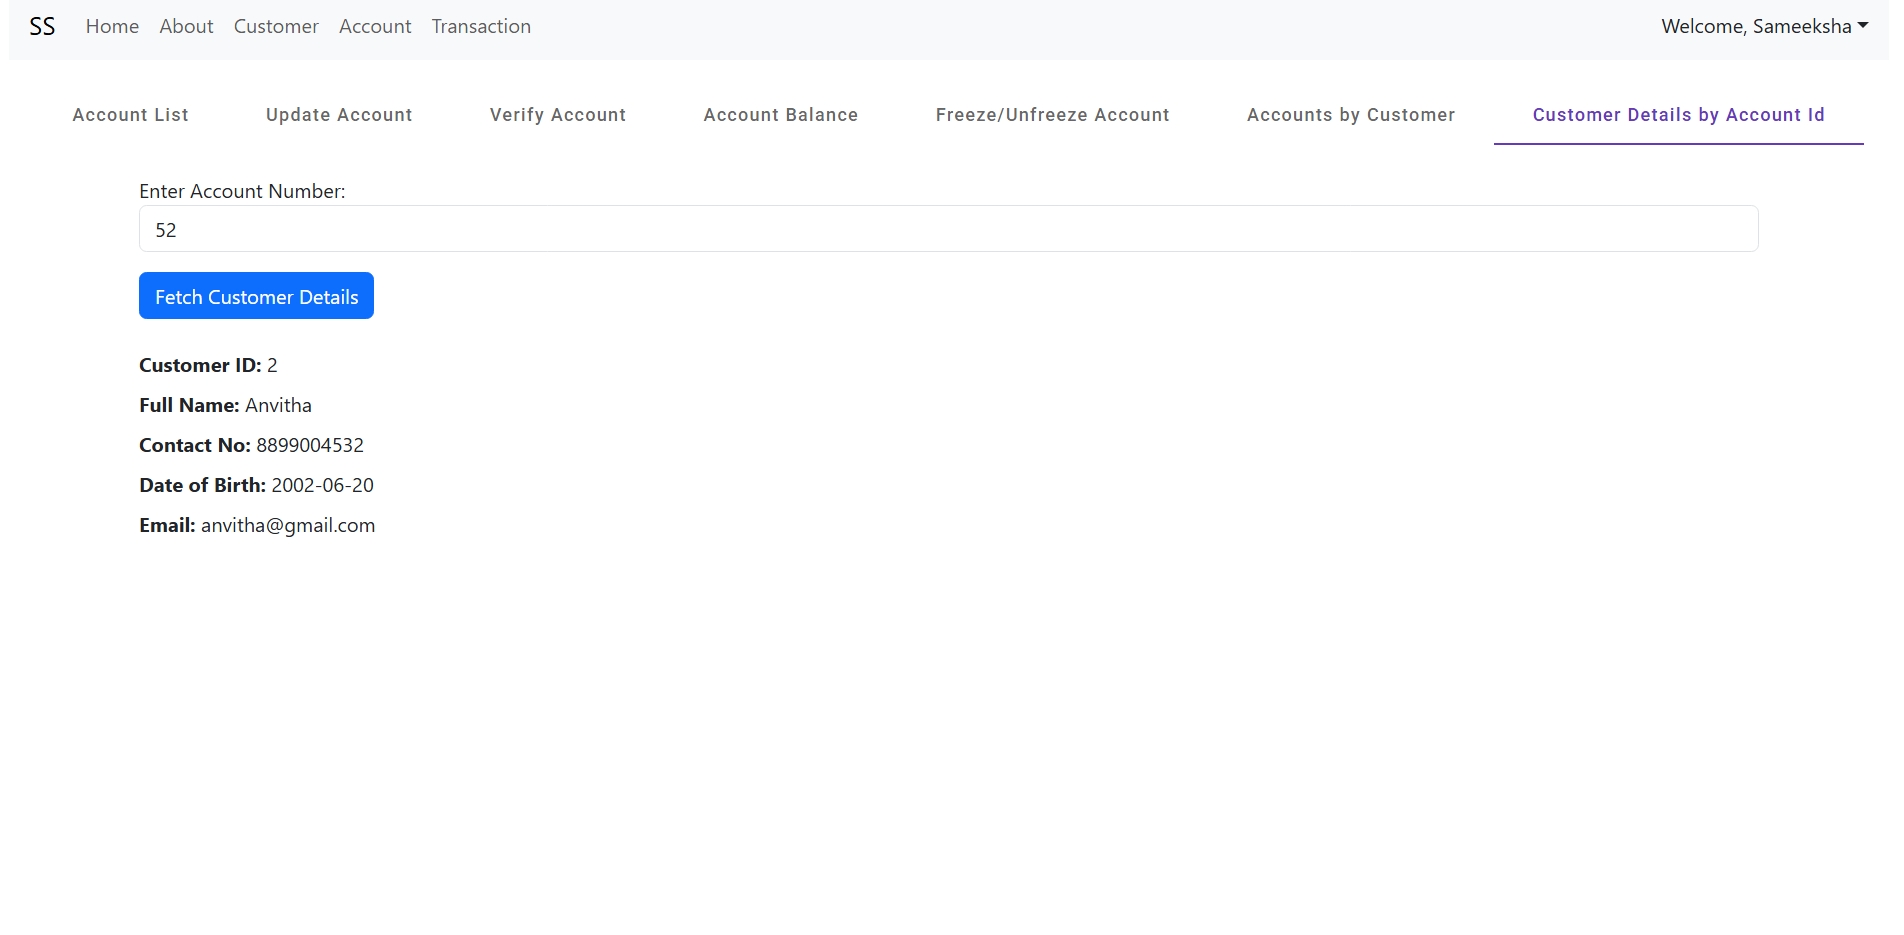 SS Home About Customer Account Transaction Welcome, Sameeksha
Account List Update Account Verify Account Account Balance Freeze/Unfreeze Account Accounts by Customer Customer Details by Account Id
Enter Account Number:
52
Fetch Customer Details
Customer ID: 2
Full Name: Anvitha
Contact No: 8899004532
Date of Birth: 2002-06-20
Email: anvitha@gmail.com